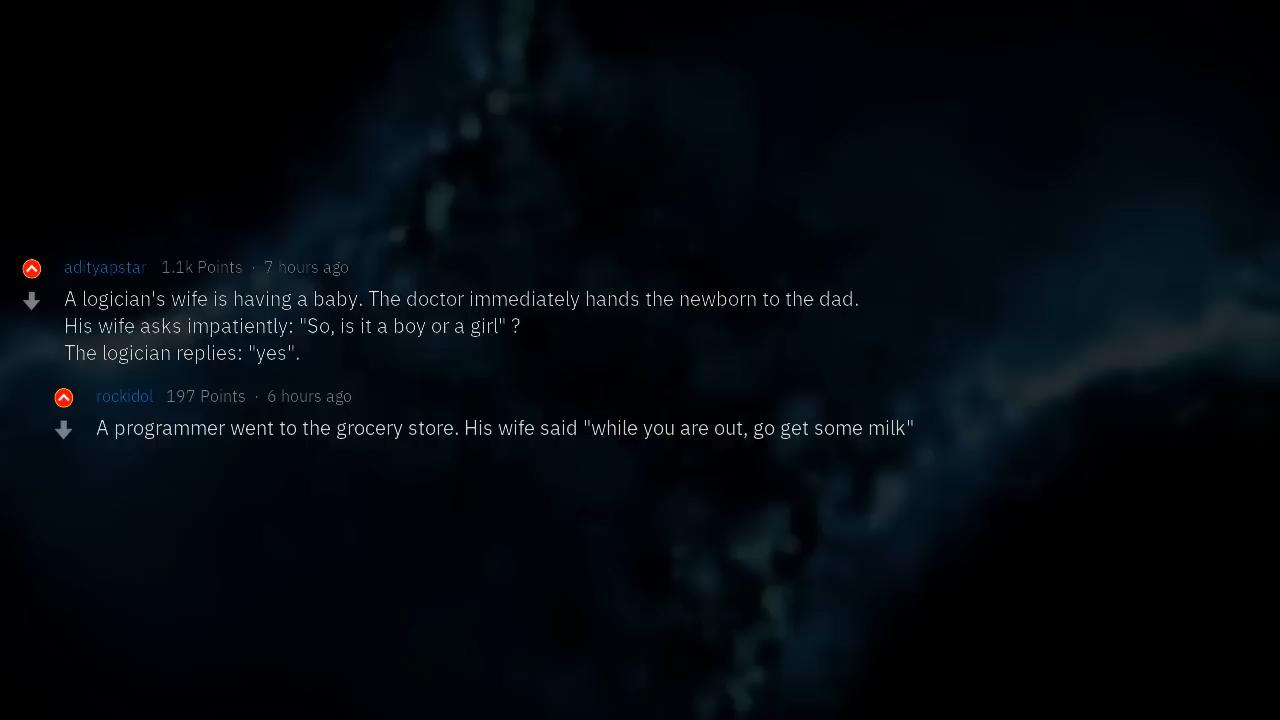 adityapstar 1.1k Points · 7 hours ago
A logician's wife is having a baby. The doctor immediately hands the newborn to the dad.
His wife asks impatiently: "So, is it a boy or a girl" ?
The logician replies: "yes".
rockidol 197 Points · 6 hours ago
A programmer went to the grocery store. His wife said "while you are out, go get some milk"